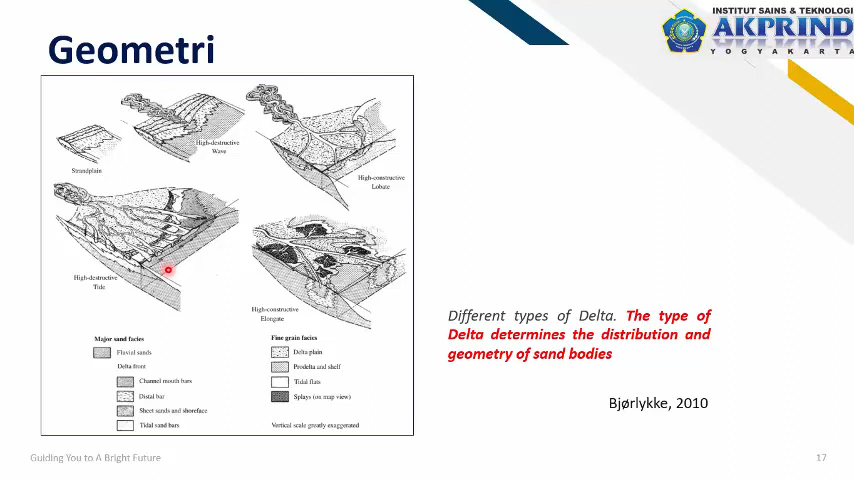 INSTITUT SAINS & TEKNOLOGI
AKPRIND
YOGYAKARTA
Geometri
High-destructive
Wave
Strandplain
High-constructive
Lobate
High-destructive
Tide
High-constructive
Elongate
Major sand facies
Fluvial sands
Delta front
Channel mouth bars
Distal bar
Sheet sands and shoreface
Tidal sand bars
Fine grain facies
Delta plain
Prodelta and shelf
Tidal flats
Splays (on map view)
Vertical scale greatly exaggerated
Different types of Delta. The type of
Delta determines the distribution and
geometry of sand bodies
Bjørlykke, 2010
Guiding You to A Bright Future
17